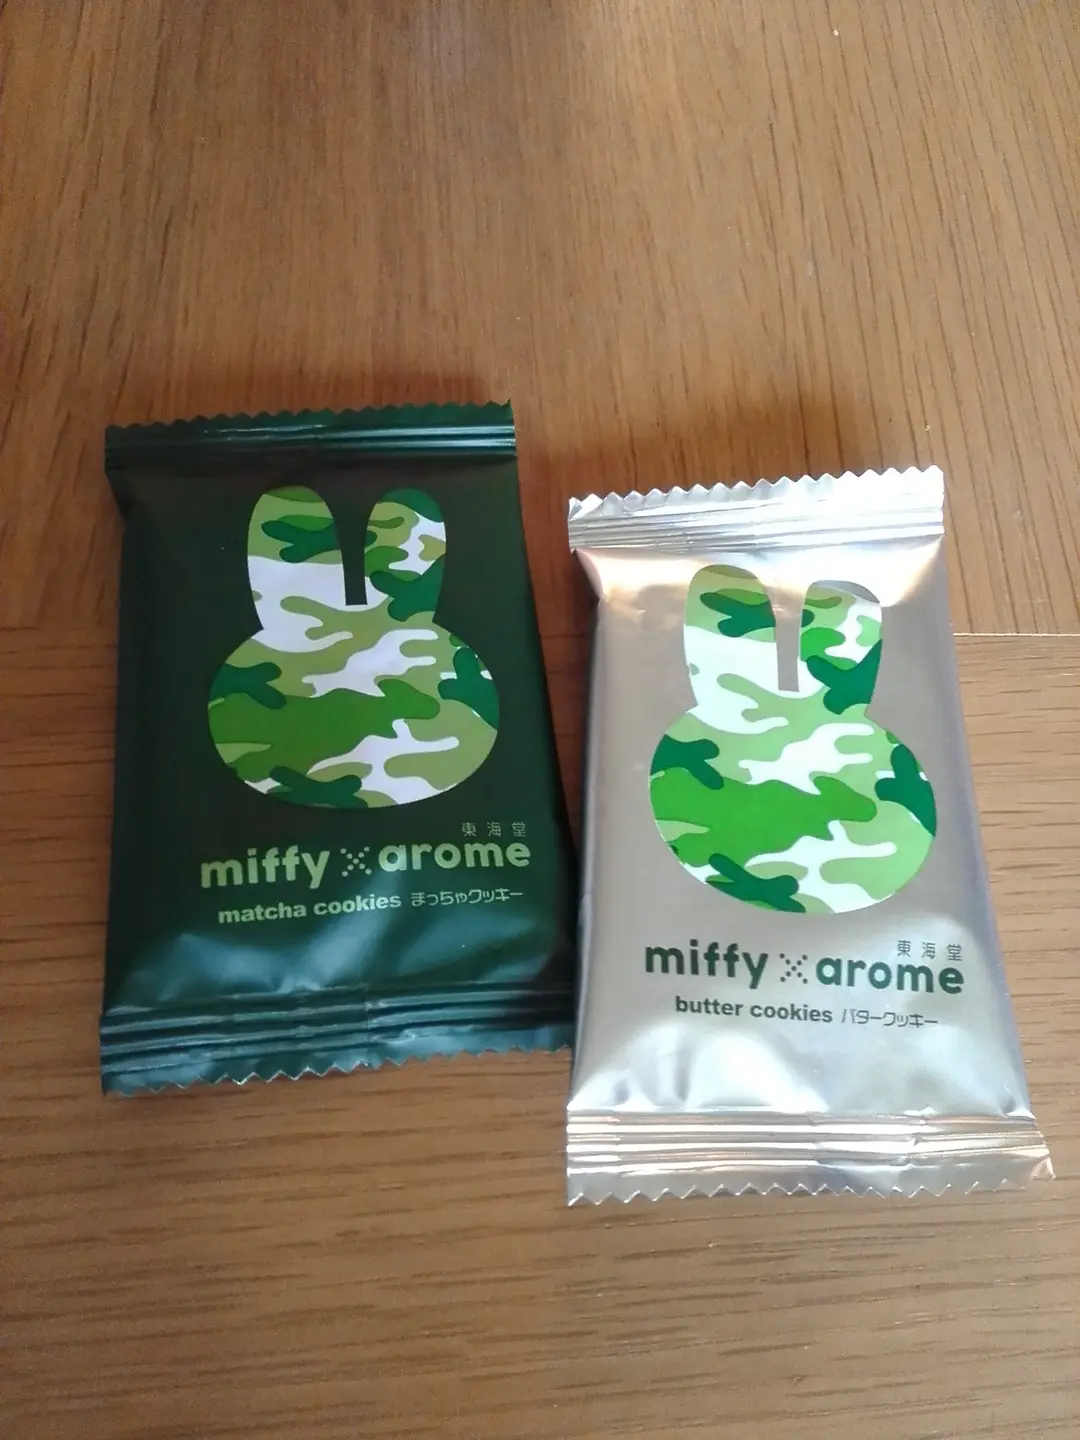 東海堂
miffy × arome
matcha cookies まっちゃクッキー
東海堂
miffy × arome
butter cookies バタークッキー